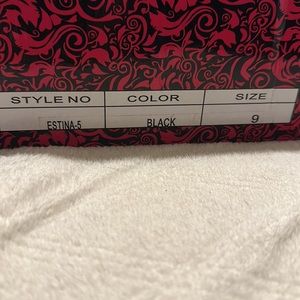 STYLE NO COLOR SIZE
ESTINA-5 BLACK 9